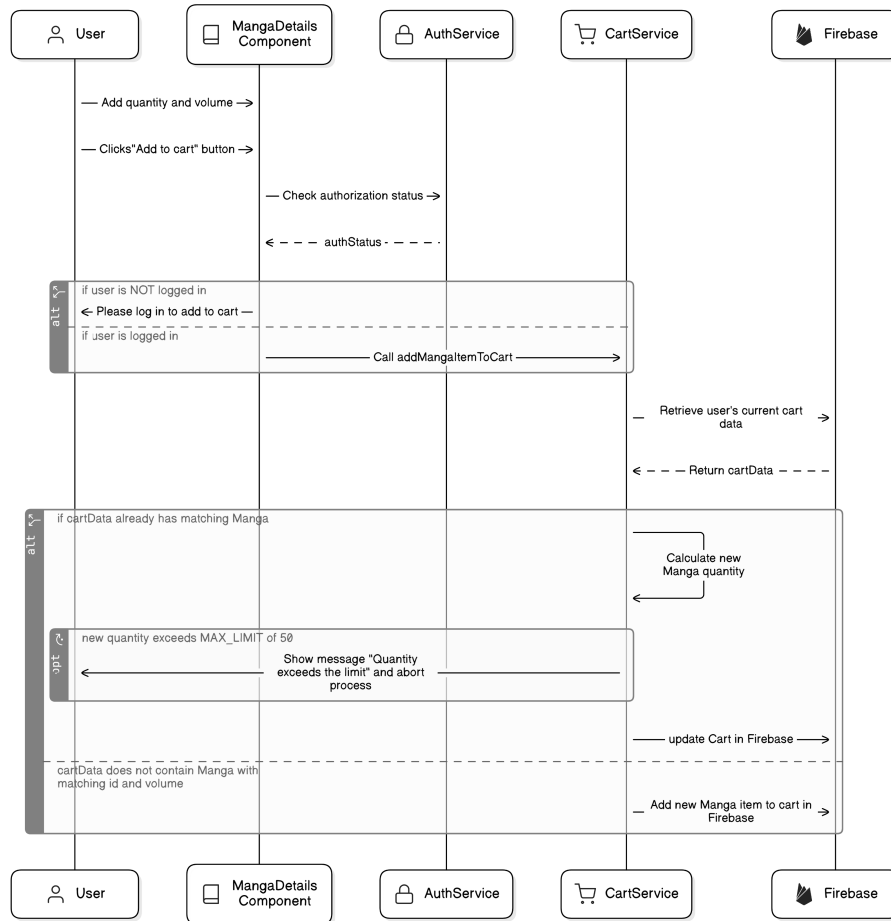 User
MangaDetails
Component
AuthService
CartService
Firebase
Add quantity and volume
Clicks"Add to cart" button
Check authorization status
authStatus
alt
if user is NOT logged in
Please log in to add to cart
if user is logged in
Call addMangaItemToCart
Retrieve user's current cart
data
Return cartData
alt
if cartData already has matching Manga
Calculate new
Manga quantity
opt
new quantity exceeds MAX_LIMIT of 50
Show message "Quantity
exceeds the limit" and abort
process
update Cart in Firebase
cartData does not contain Manga with
matching id and volume
Add new Manga item to cart in
Firebase
User
MangaDetails
Component
AuthService
CartService
Firebase